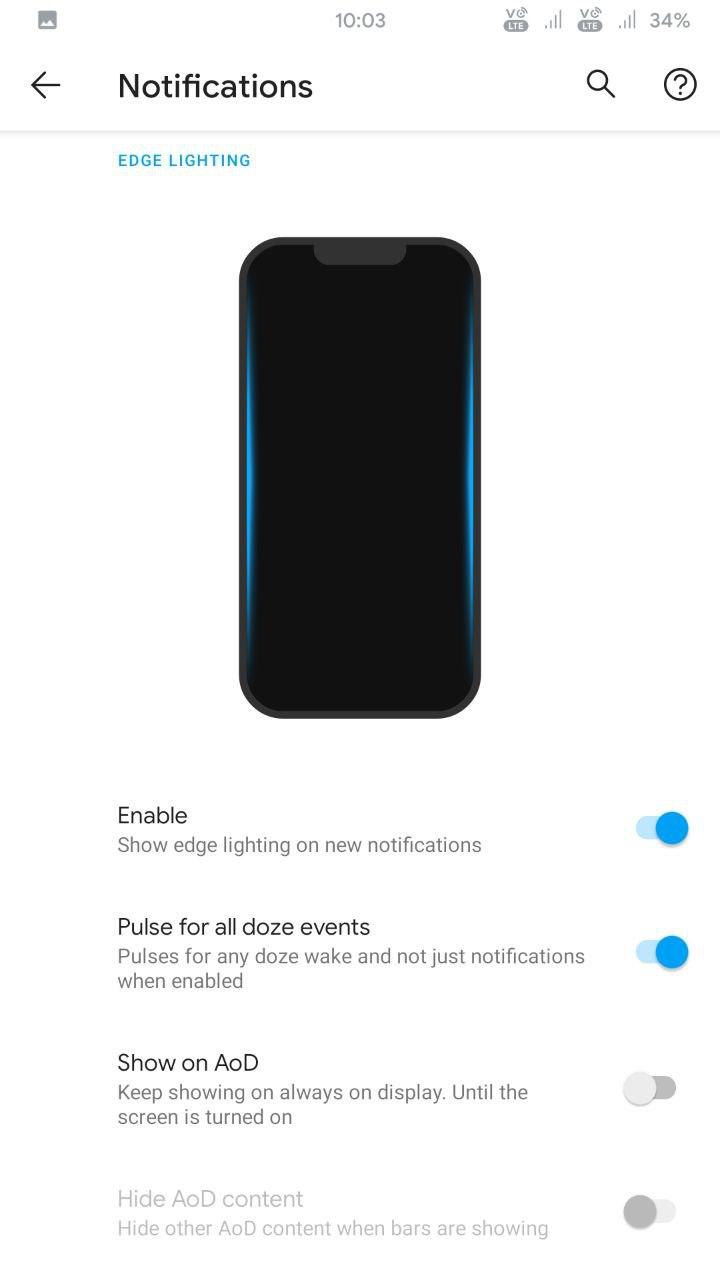 10:03 Vo LTE Vo LTE 34%
Notifications
EDGE LIGHTING
Enable
Show edge lighting on new notifications
Pulse for all doze events
Pulses for any doze wake and not just notifications
when enabled
Show on AoD
Keep showing on always on display. Until the
screen is turned on
Hide AoD content
Hide other AoD content when bars are showing